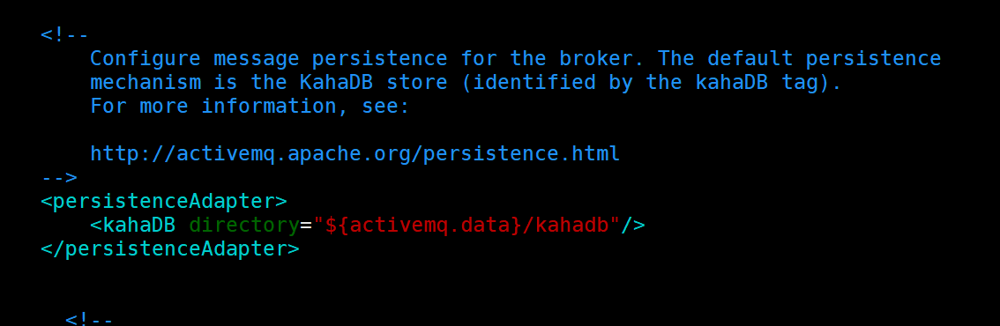 <!--
Configure message persistence for the broker. The default persistence
mechanism is the KahaDB store (identified by the kahaDB tag).
For more information, see:
http://activemq.apache.org/persistence.html
-->
<persistenceAdapter>
<kahaDB directory="${activemq.data}/kahadb"/>
</persistenceAdapter>
<!--